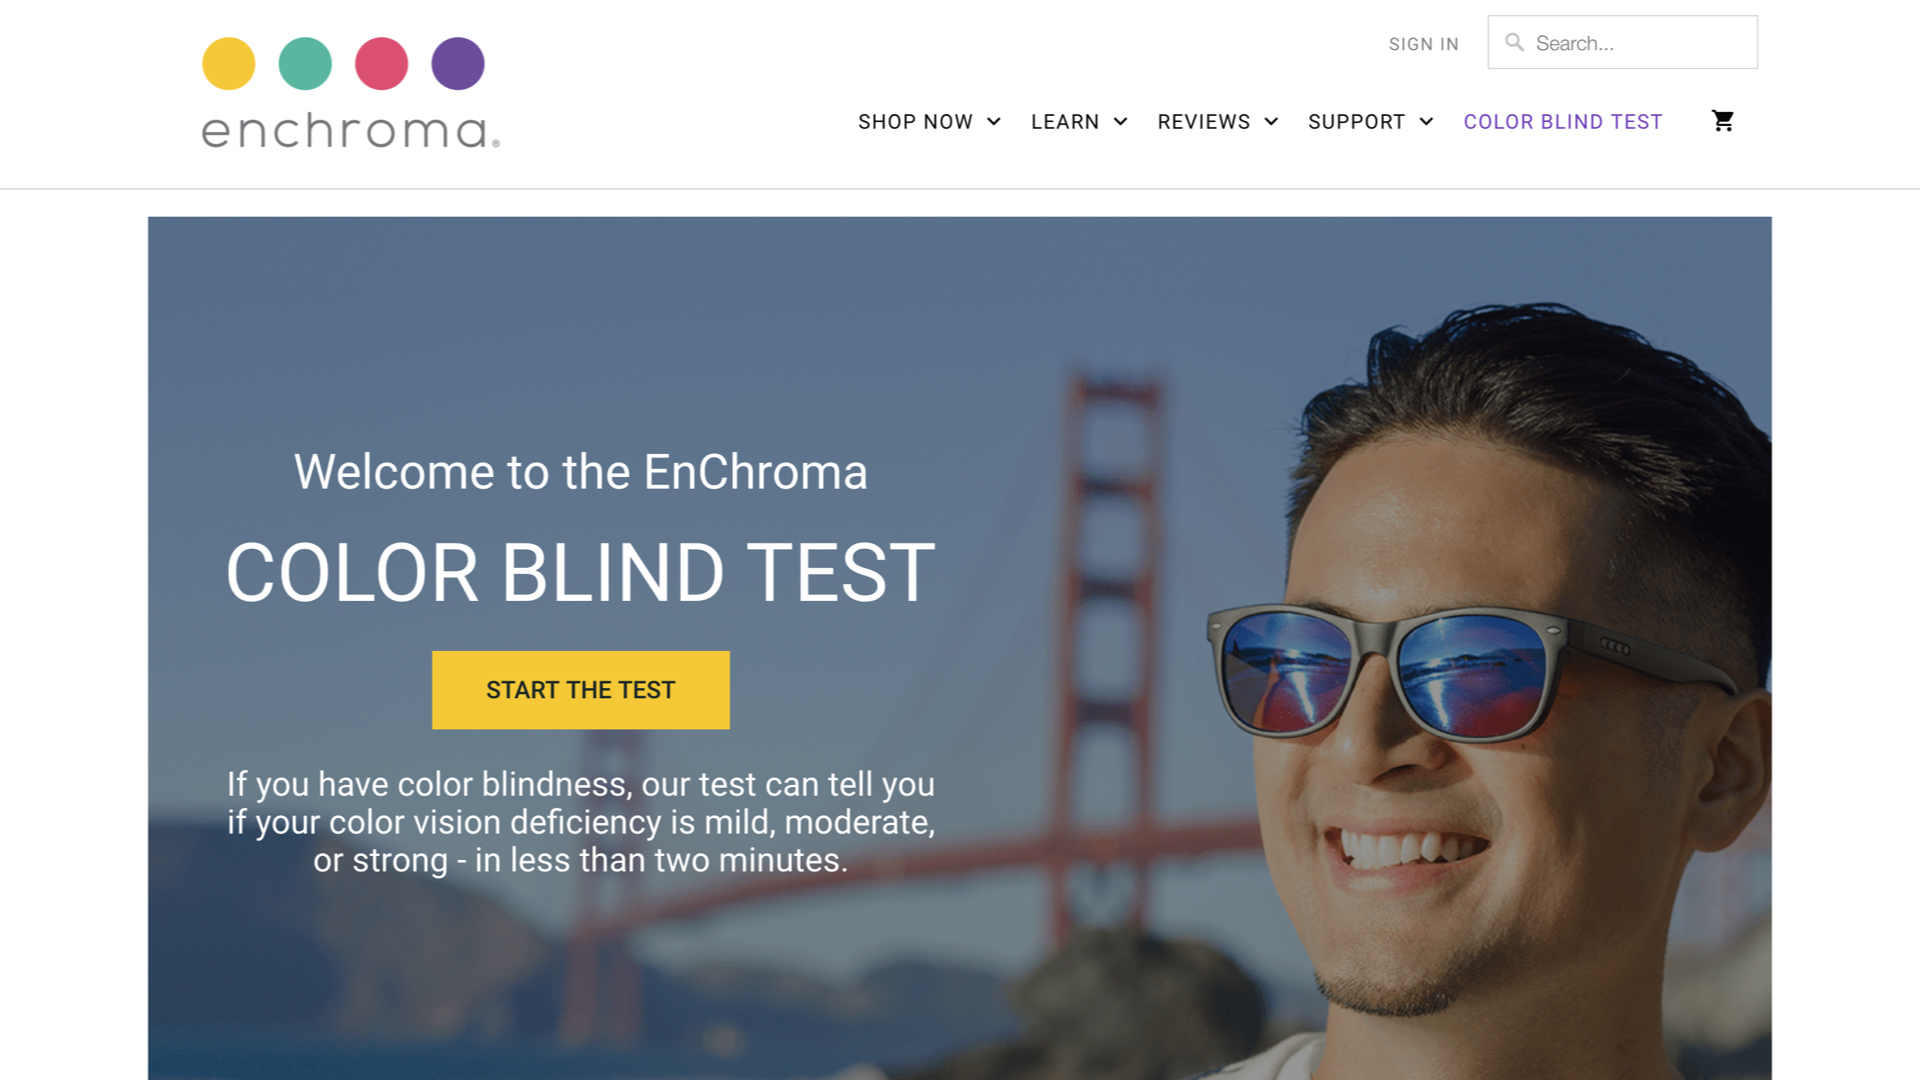 enchroma®
SIGN IN
Search...
SHOP NOW
LEARN
REVIEWS
SUPPORT
COLOR BLIND TEST
Welcome to the EnChroma
COLOR BLIND TEST
START THE TEST
If you have color blindness, our test can tell you
if your color vision deficiency is mild, moderate,
or strong - in less than two minutes.